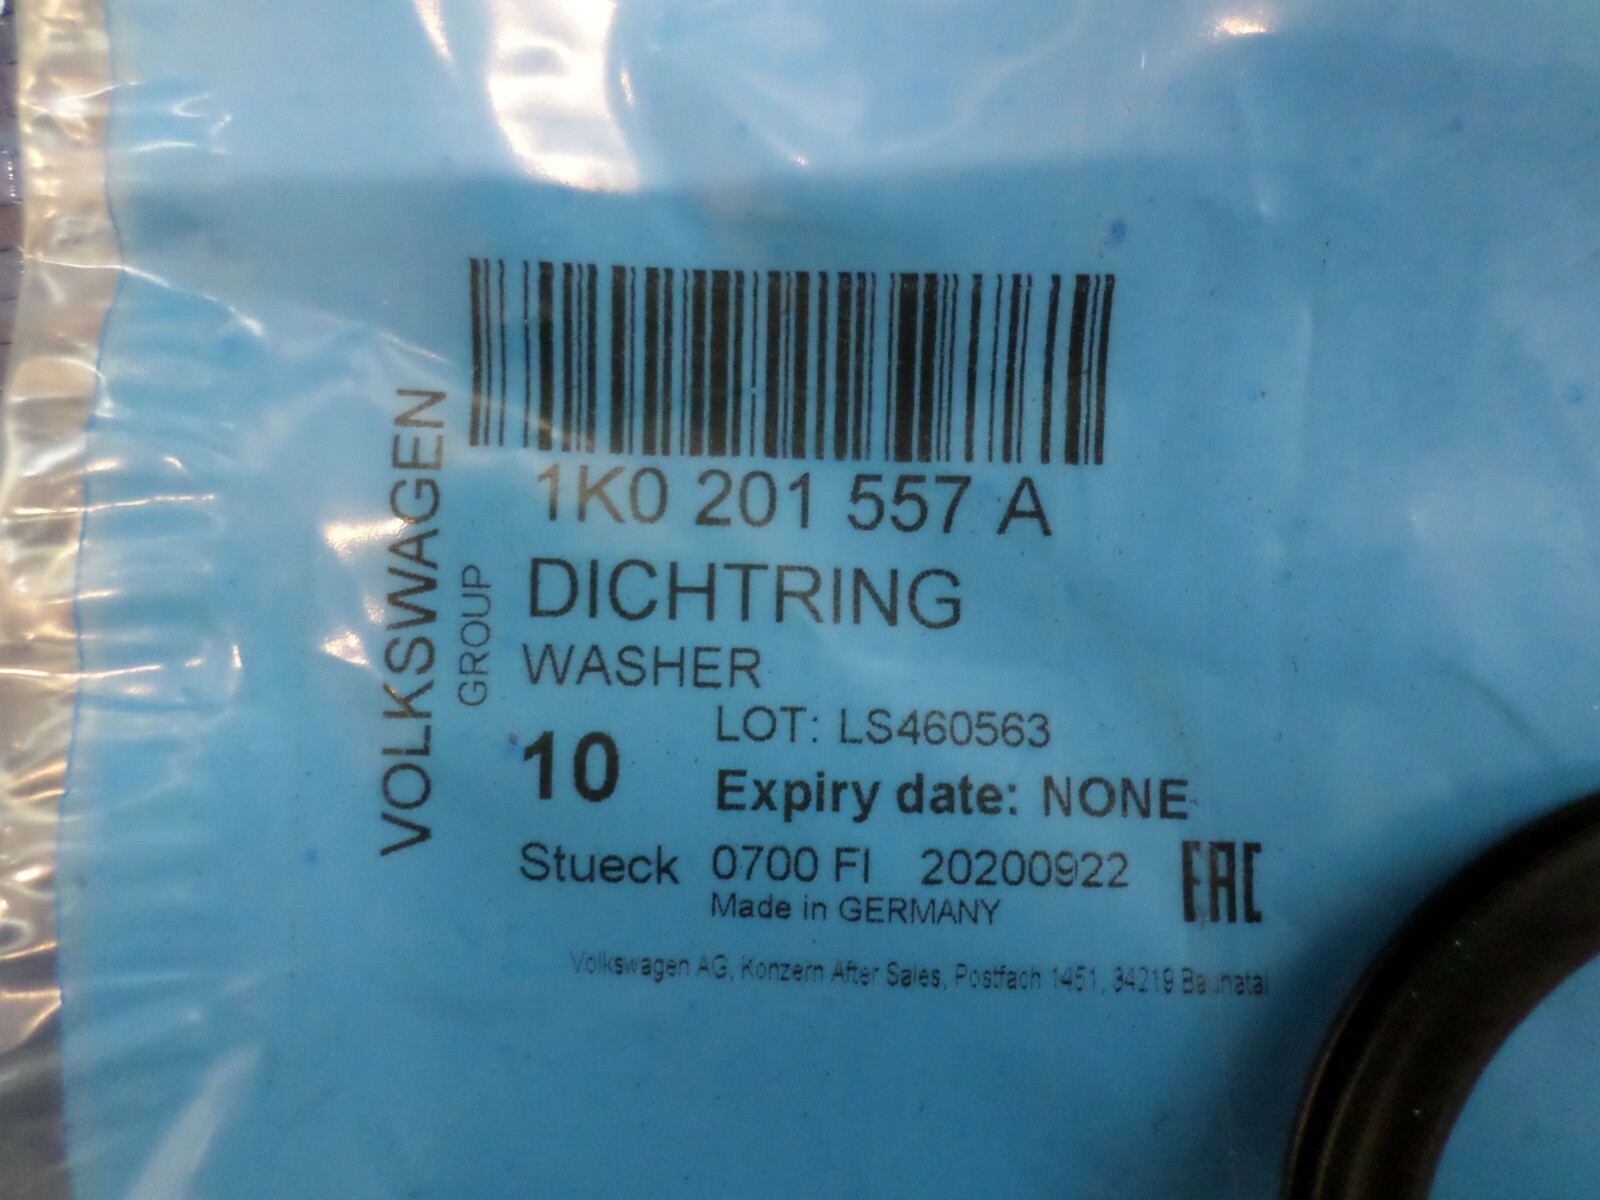 1K0 201 557 A
DICHTRING
WASHER
VOLKSWAGEN
GROUP
LOT: LS460563
10
Expiry date: NONE
Stueck 0700 FI 20200922
EAC
Made in GERMANY
Volkswagen AG, Konzern After Sales, Postfach 1451, 34219 Baunatal